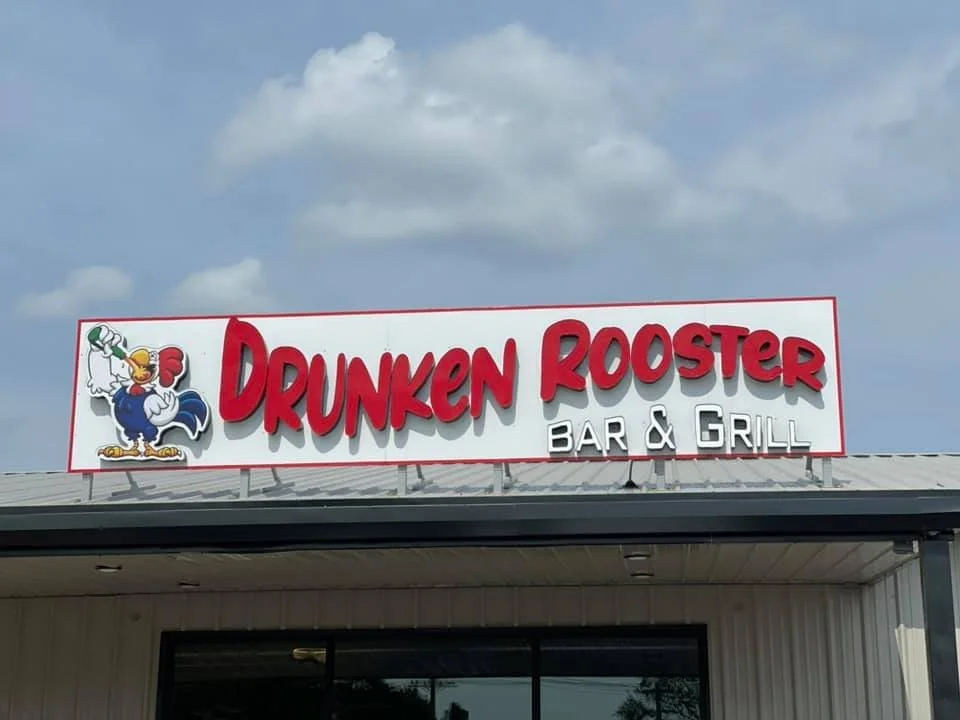 DRUNKEN ROOSTER
BAR & GRILL